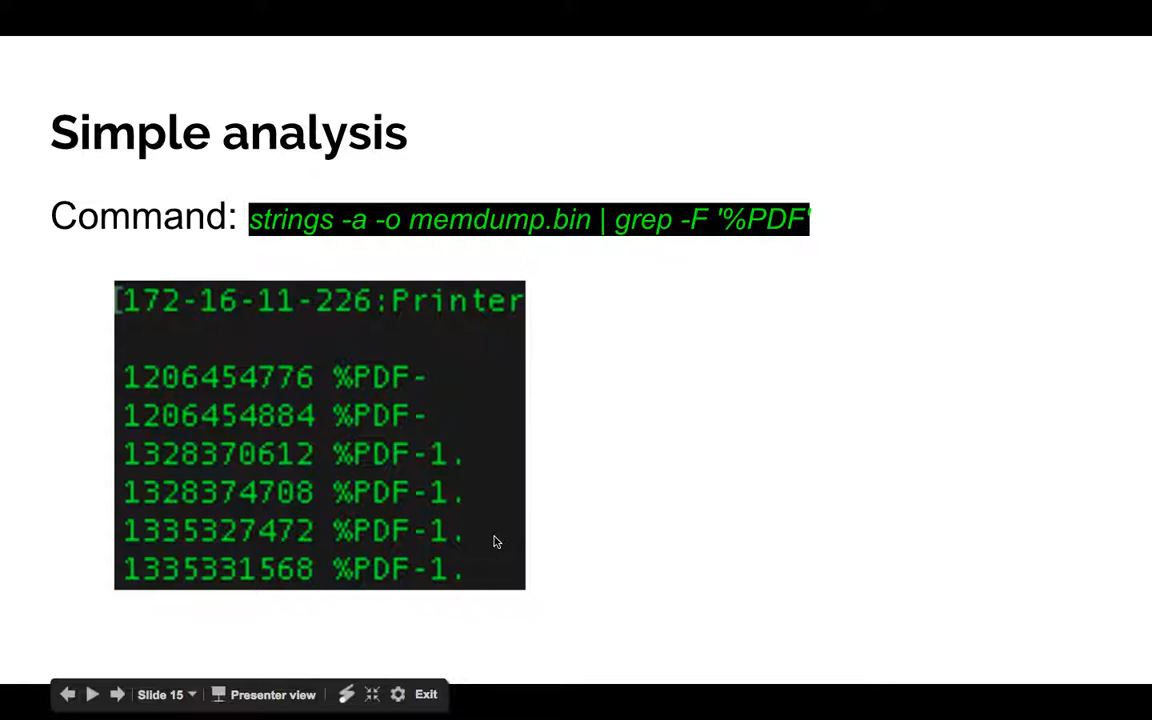 Simple analysis
Command: strings -a -o memdump.bin | grep -F '%PDF'
[172-16-11-226:Printer
1206454776 %PDF-
1206454884 %PDF-
1328370612 %PDF-1.
1328374708 %PDF-1.
1335327472 %PDF-1.
1335331568 %PDF-1.
Slide 15 Presenter view Exit